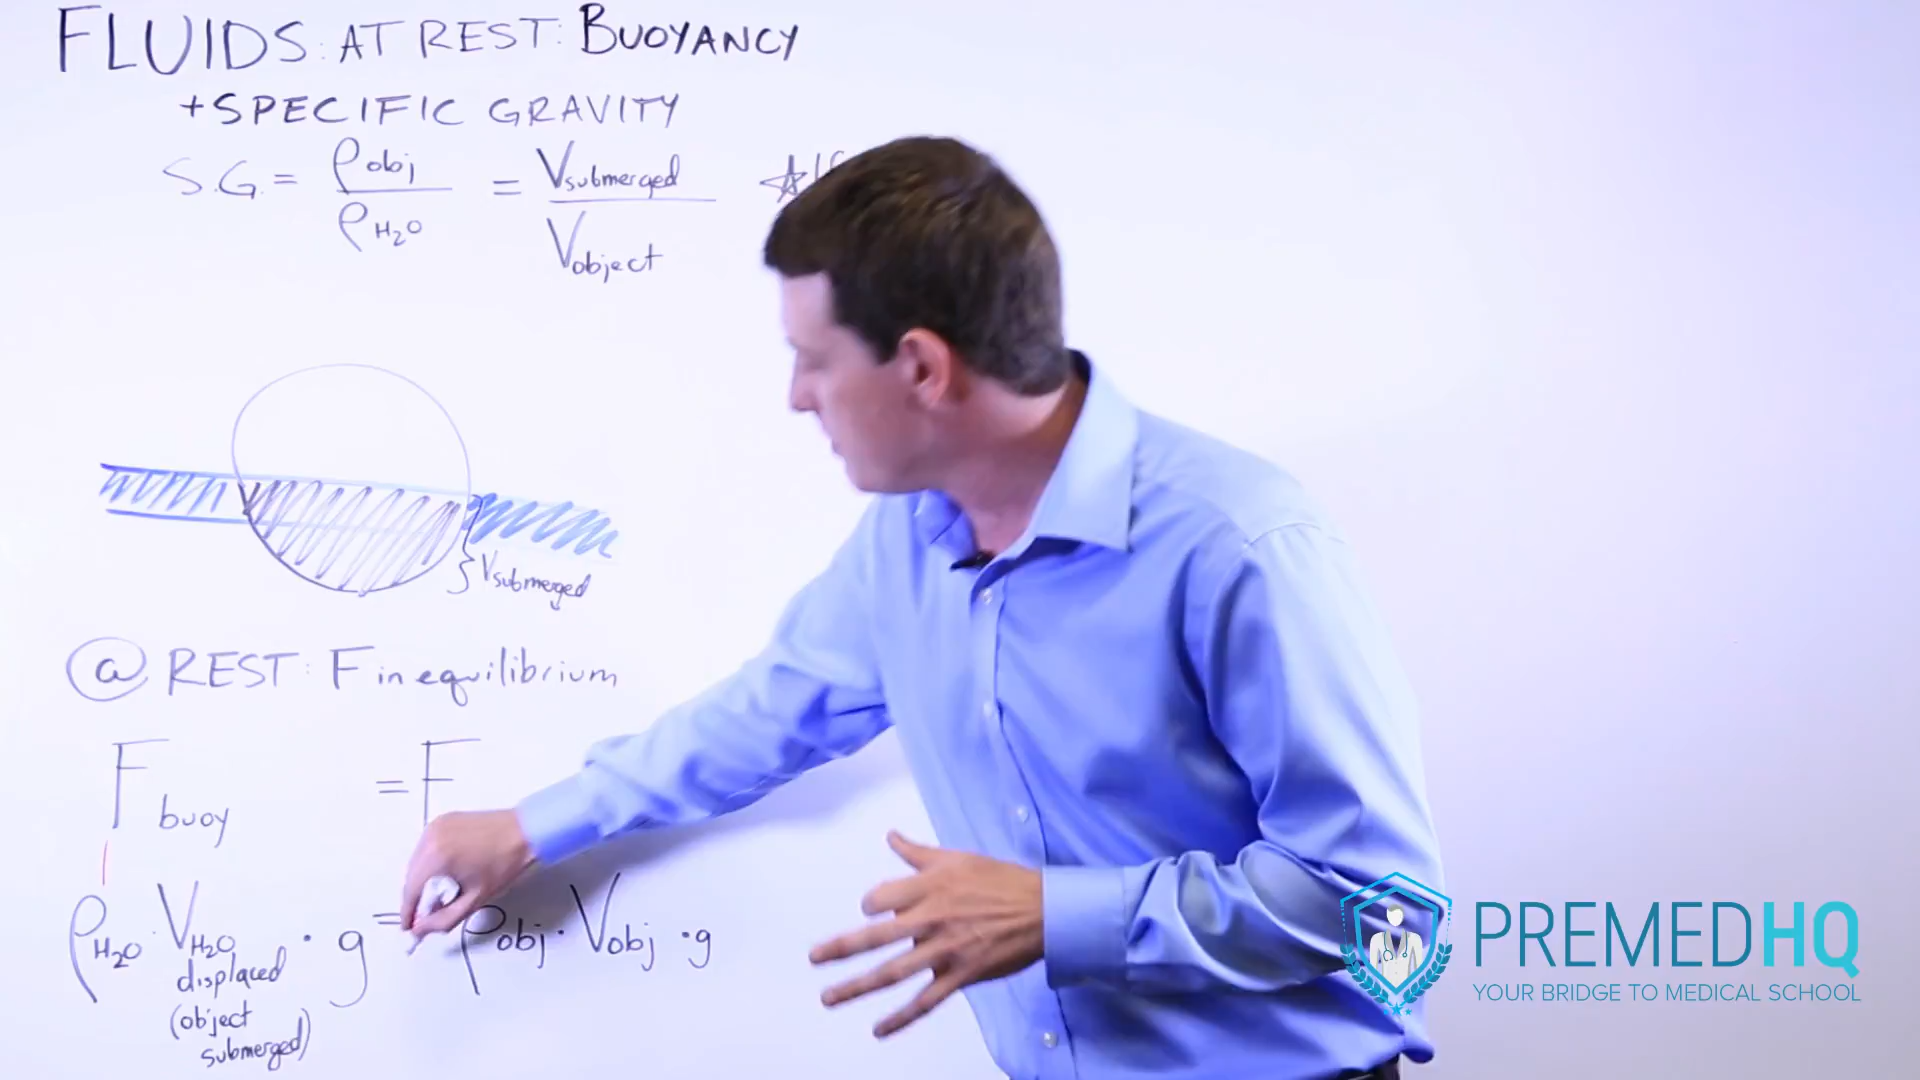 FLUIDS: AT REST: BUOYANCY
+ SPECIFIC GRAVITY
S.G. = ρobj / ρH₂O = Vsubmerged / Vobject
Vsubmerged
@ REST: F in equilibrium
Fbuoy = F
ρH₂O · VH₂O · g = ρobj · Vobj · g
displaced
(object
submerged)
PREMEDHQ
YOUR BRIDGE TO MEDICAL SCHOOL